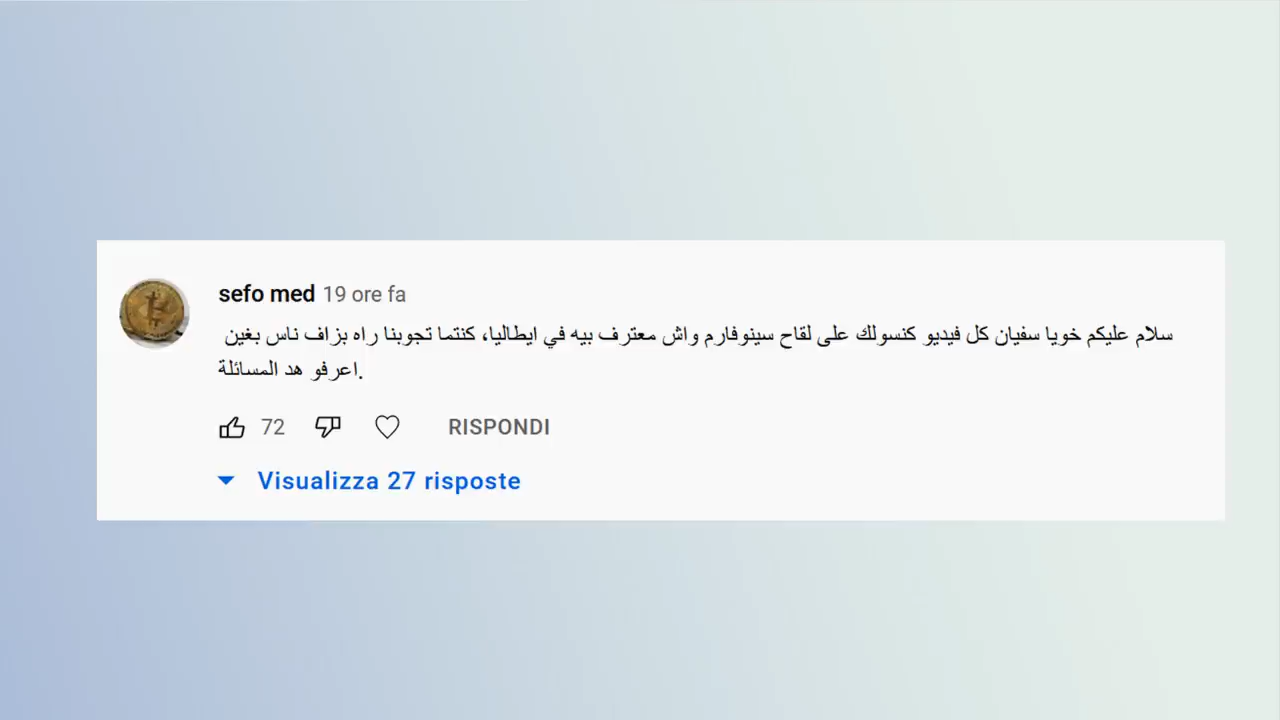 sefo med 19 ore fa
سلام عليكم خويا سفيان كل فيديو كنسولك على لقاح سينوفارم واش معترف بيه في ايطاليا، كنتما تجوبنا راه بزاف ناس بغين
اعرفو هد المسائلة.
72 RISPONDI
Visualizza 27 risposte